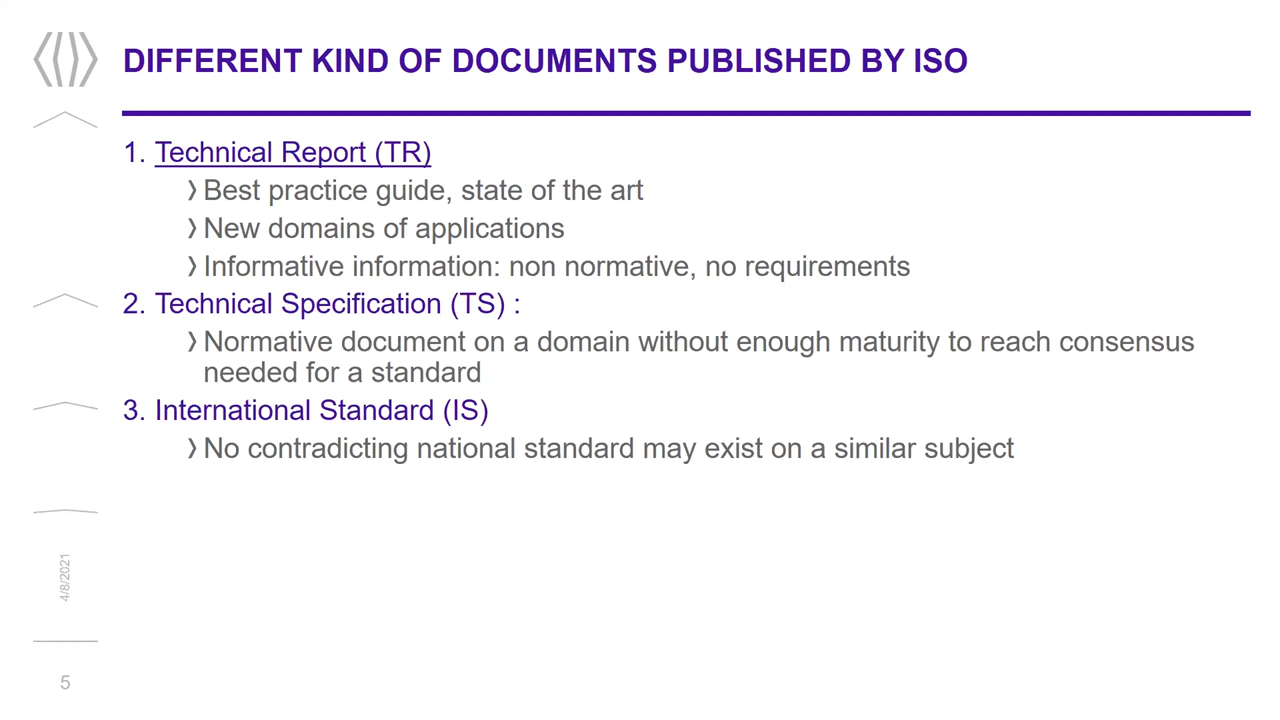 DIFFERENT KIND OF DOCUMENTS PUBLISHED BY ISO
1. Technical Report (TR)
❭ Best practice guide, state of the art
❭ New domains of applications
❭ Informative information: non normative, no requirements
2. Technical Specification (TS) :
❭ Normative document on a domain without enough maturity to reach consensus
needed for a standard
3. International Standard (IS)
❭ No contradicting national standard may exist on a similar subject
4/8/2021
5